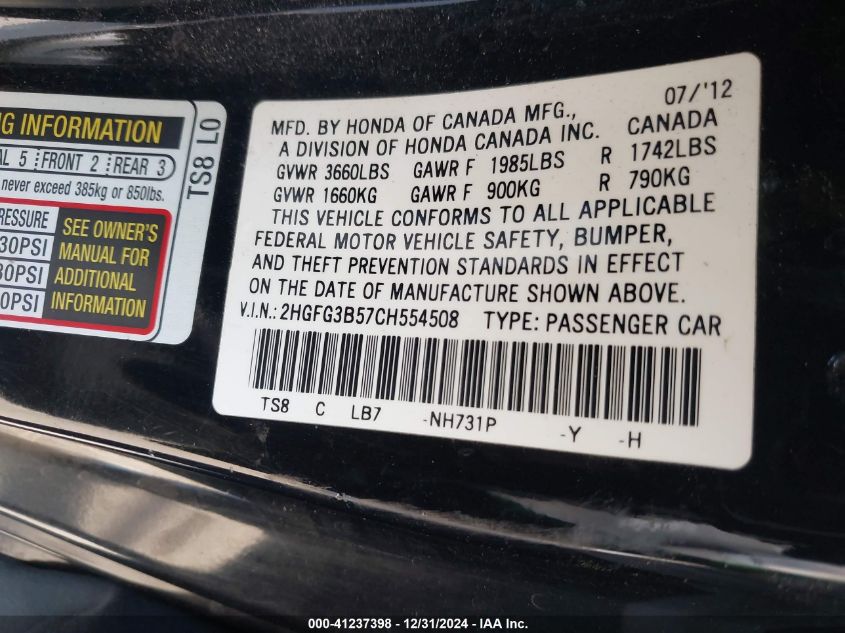 NG INFORMATION
AL 5 FRONT 2 REAR 3
never exceed 385kg or 850lbs.
RESSURE
30PSI
30PSI
0PSI
SEE OWNER'S
MANUAL FOR
ADDITIONAL
INFORMATION
TS8 L0
07/'12
MFD. BY HONDA OF CANADA MFG.,
A DIVISION OF HONDA CANADA INC. CANADA
GVWR 3660LBS GAWR F 1985LBS R 1742LBS
GVWR 1660KG GAWR F 900KG R 790KG
THIS VEHICLE CONFORMS TO ALL APPLICABLE
FEDERAL MOTOR VEHICLE SAFETY, BUMPER,
AND THEFT PREVENTION STANDARDS IN EFFECT
ON THE DATE OF MANUFACTURE SHOWN ABOVE.
V.I.N.: 2HGFG3B57CH554508 TYPE: PASSENGER CAR
TS8 C LB7 -NH731P -Y -H
000-41237398 - 12/31/2024 - IAA Inc.